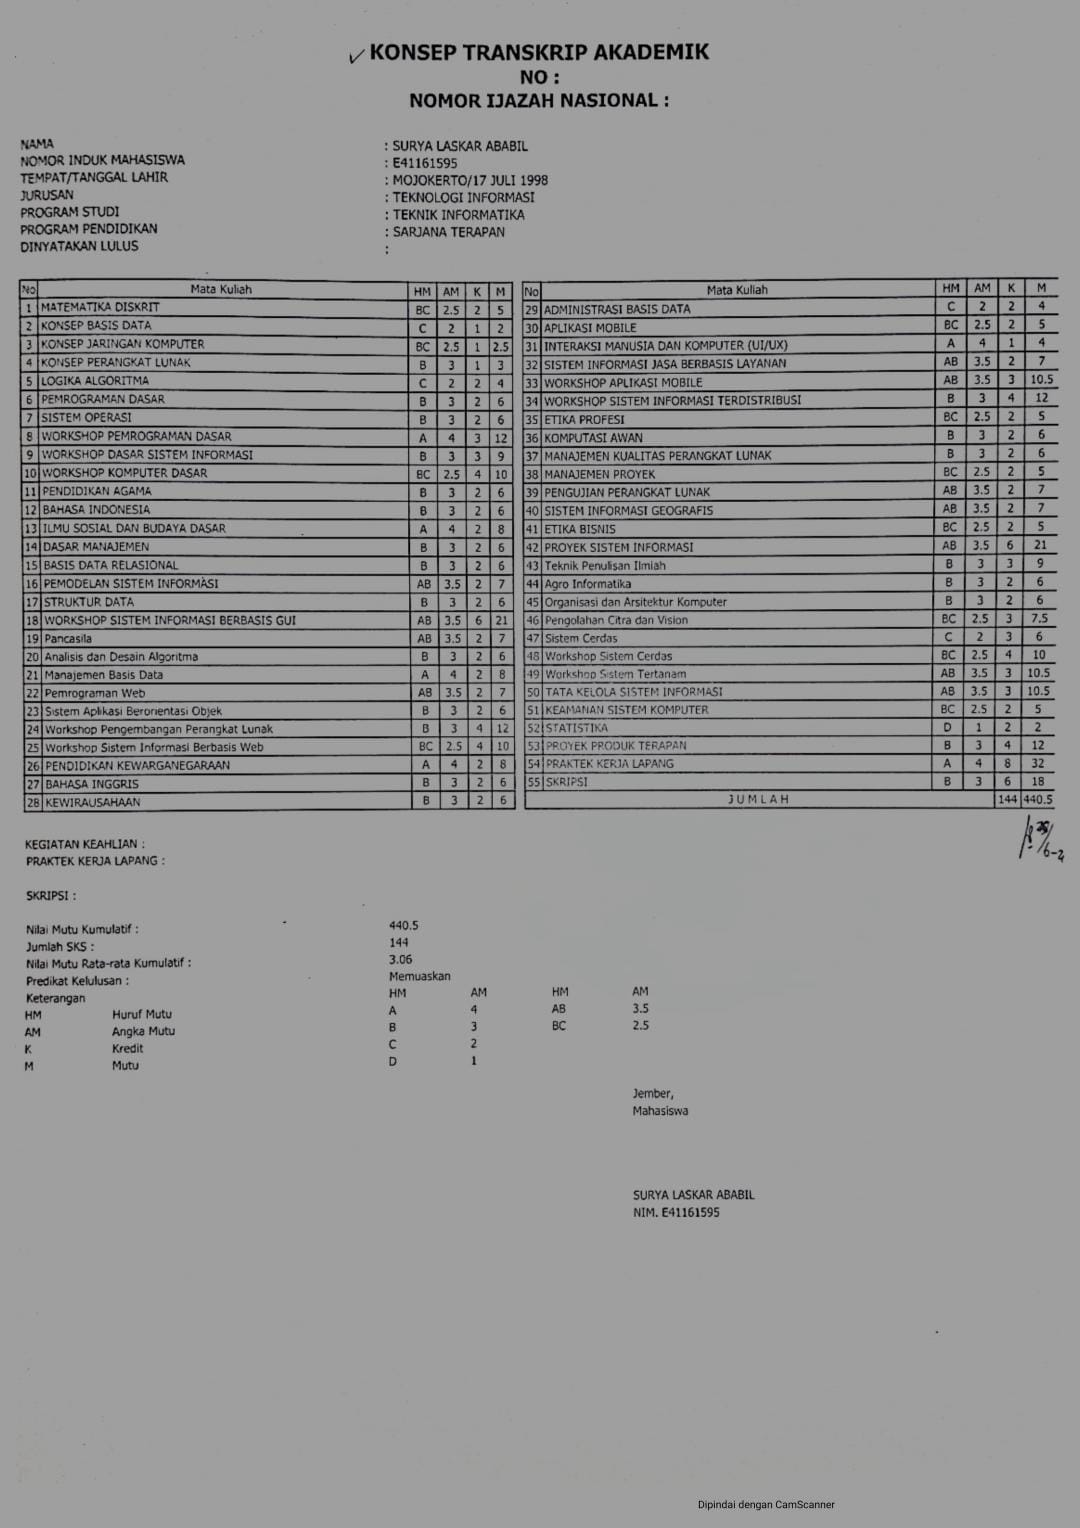 KONSEP TRANSKRIP AKADEMIK
NO :
NOMOR IJAZAH NASIONAL :
NAMA : SURYA LASKAR ABABIL
NOMOR INDUK MAHASISWA : E41161595
TEMPAT/TANGGAL LAHIR : MOJOKERTO/17 JULI 1998
JURUSAN : TEKNOLOGI INFORMASI
PROGRAM STUDI : TEKNIK INFORMATIKA
PROGRAM PENDIDIKAN : SARJANA TERAPAN
DINYATAKAN LULUS :
No Mata Kuliah HM AM K M
1 MATEMATIKA DISKRIT BC 2.5 2 5
2 KONSEP BASIS DATA C 2 1 2
3 KONSEP JARINGAN KOMPUTER BC 2.5 1 2.5
4 KONSEP PERANGKAT LUNAK B 3 1 3
5 LOGIKA ALGORITMA C 2 2 4
6 PEMROGRAMAN DASAR B 3 2 6
7 SISTEM OPERASI B 3 2 6
8 WORKSHOP PEMROGRAMAN DASAR A 4 3 12
9 WORKSHOP DASAR SISTEM INFORMASI B 3 3 9
10 WORKSHOP KOMPUTER DASAR BC 2.5 4 10
11 PENDIDIKAN AGAMA B 3 2 6
12 BAHASA INDONESIA B 3 2 6
13 ILMU SOSIAL DAN BUDAYA DASAR A 4 2 8
14 DASAR MANAJEMEN B 3 2 6
15 BASIS DATA RELASIONAL B 3 2 6
16 PEMODELAN SISTEM INFORMASI AB 3.5 2 7
17 STRUKTUR DATA B 3 2 6
18 WORKSHOP SISTEM INFORMASI BERBASIS GUI AB 3.5 6 21
19 Pancasila AB 3.5 2 7
20 Analisis dan Desain Algoritma B 3 2 6
21 Manajemen Basis Data A 4 2 8
22 Pemrograman Web AB 3.5 2 7
23 Sistem Aplikasi Berorientasi Objek B 3 2 6
24 Workshop Pengembangan Perangkat Lunak B 3 4 12
25 Workshop Sistem Informasi Berbasis Web BC 2.5 4 10
26 PENDIDIKAN KEWARGANEGARAAN A 4 2 8
27 BAHASA INGGRIS B 3 2 6
28 KEWIRAUSAHAAN B 3 2 6
No Mata Kuliah HM AM K M
29 ADMINISTRASI BASIS DATA C 2 2 4
30 APLIKASI MOBILE BC 2.5 2 5
31 INTERAKSI MANUSIA DAN KOMPUTER (UI/UX) A 4 1 4
32 SISTEM INFORMASI JASA BERBASIS LAYANAN AB 3.5 2 7
33 WORKSHOP APLIKASI MOBILE AB 3.5 3 10.5
34 WORKSHOP SISTEM INFORMASI TERDISTRIBUSI B 3 4 12
35 ETIKA PROFESI BC 2.5 2 5
36 KOMPUTASI AWAN B 3 2 6
37 MANAJEMEN KUALITAS PERANGKAT LUNAK B 3 2 6
38 MANAJEMEN PROYEK BC 2.5 2 5
39 PENGUJIAN PERANGKAT LUNAK AB 3.5 2 7
40 SISTEM INFORMASI GEOGRAFIS AB 3.5 2 7
41 ETIKA BISNIS BC 2.5 2 5
42 PROYEK SISTEM INFORMASI AB 3.5 6 21
43 Teknik Penulisan Ilmiah B 3 3 9
44 Agro Informatika B 3 2 6
45 Organisasi dan Arsitektur Komputer B 3 2 6
46 Pengolahan Citra dan Vision BC 2.5 3 7.5
47 Sistem Cerdas C 2 3 6
48 Workshop Sistem Cerdas BC 2.5 4 10
49 Workshop Sistem Tertanam AB 3.5 3 10.5
50 TATA KELOLA SISTEM INFORMASI AB 3.5 3 10.5
51 KEAMANAN SISTEM KOMPUTER BC 2.5 2 5
52 STATISTIKA D 1 2 2
53 PROYEK PRODUK TERAPAN B 3 4 12
54 PRAKTEK KERJA LAPANG A 4 8 32
55 SKRIPSI B 3 6 18
JUMLAH 144 440.5
KEGIATAN KEAHLIAN :
PRAKTEK KERJA LAPANG :
SKRIPSI :
Nilai Mutu Kumulatif : 440.5
Jumlah SKS : 144
Nilai Mutu Rata-rata Kumulatif : 3.06
Predikat Kelulusan : Memuaskan
Keterangan HM AM HM AM
HM Huruf Mutu A 4 AB 3.5
AM Angka Mutu B 3 BC 2.5
K Kredit C 2
M Mutu D 1
Jember,
Mahasiswa
SURYA LASKAR ABABIL
NIM. E41161595
Dipindai dengan CamScanner